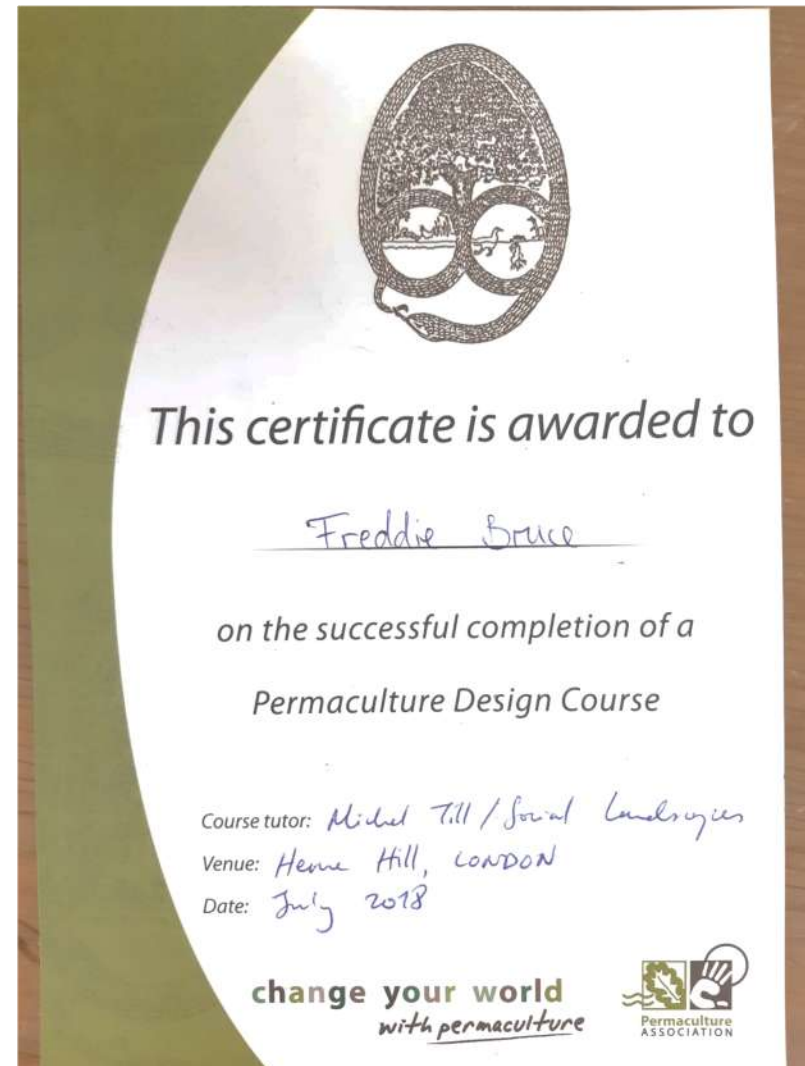 This certificate is awarded to
Freddie Bruce
on the successful completion of a
Permaculture Design Course
Course tutor: Michel Till / Social Landscapes
Venue: Herne Hill, LONDON
Date: July 2018
change your world
with permaculture
Permaculture
ASSOCIATION